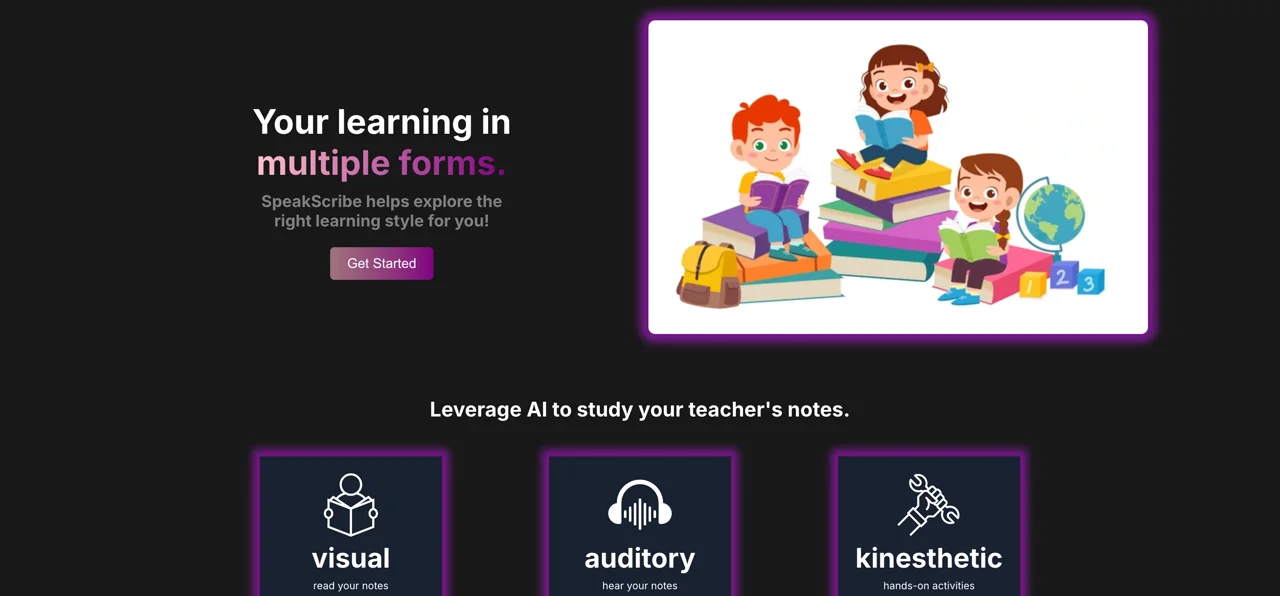 Your learning in
multiple forms.
SpeakScribe helps explore the
right learning style for you!
Get Started
1
2
3
Leverage AI to study your teacher's notes.
visual
read your notes
auditory
hear your notes
kinesthetic
hands-on activities